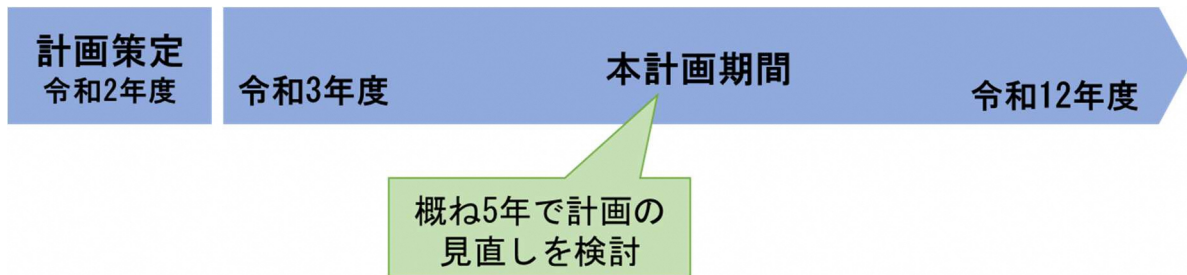 計画策定
令和2年度
令和3年度
本計画期間
令和12年度
概ね5年で計画の
見直しを検討